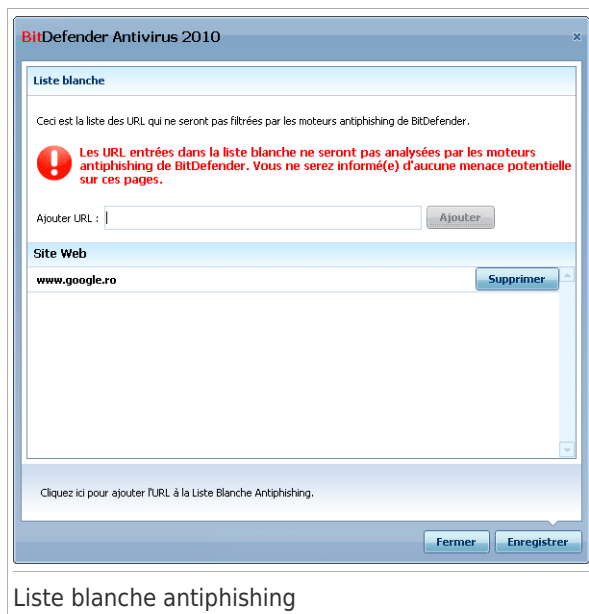 BitDefender Antivirus 2010
Liste blanche
Ceci est la liste des URL qui ne seront pas filtrées par les moteurs antiphishing de BitDefender.
Les URL entrées dans la liste blanche ne seront pas analysées par les moteurs
antiphishing de BitDefender. Vous ne serez informé(e) d'aucune menace potentielle
sur ces pages.
Ajouter URL : Ajouter
Site Web
www.google.ro Supprimer
Cliquez ici pour ajouter l'URL à la Liste Blanche Antiphishing.
Fermer Enregistrer
Liste blanche antiphishing